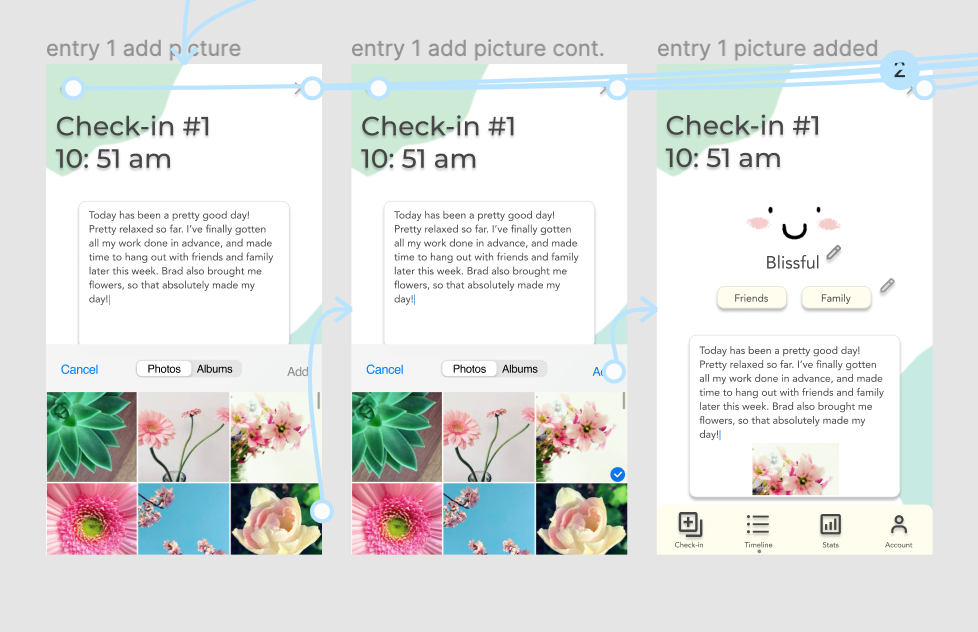 entry 1 add picture
Check-in #1
10: 51 am
Today has been a pretty good day!
Pretty relaxed so far. I've finally gotten
all my work done in advance, and made
time to hang out with friends and family
later this week. Brad also brought me
flowers, so that absolutely made my
day!
Cancel
Photos
Albums
Add
entry 1 add picture cont.
Check-in #1
10: 51 am
Today has been a pretty good day!
Pretty relaxed so far. I've finally gotten
all my work done in advance, and made
time to hang out with friends and family
later this week. Brad also brought me
flowers, so that absolutely made my
day!
Cancel
Photos
Albums
entry 1 picture added
2
Check-in #1
10: 51 am
Blissful
Friends
Family
Today has been a pretty good day!
Pretty relaxed so far. I've finally gotten
all my work done in advance, and made
time to hang out with friends and family
later this week. Brad also brought me
flowers, so that absolutely made my
day!
Check-in
Timeline
Stats
Account